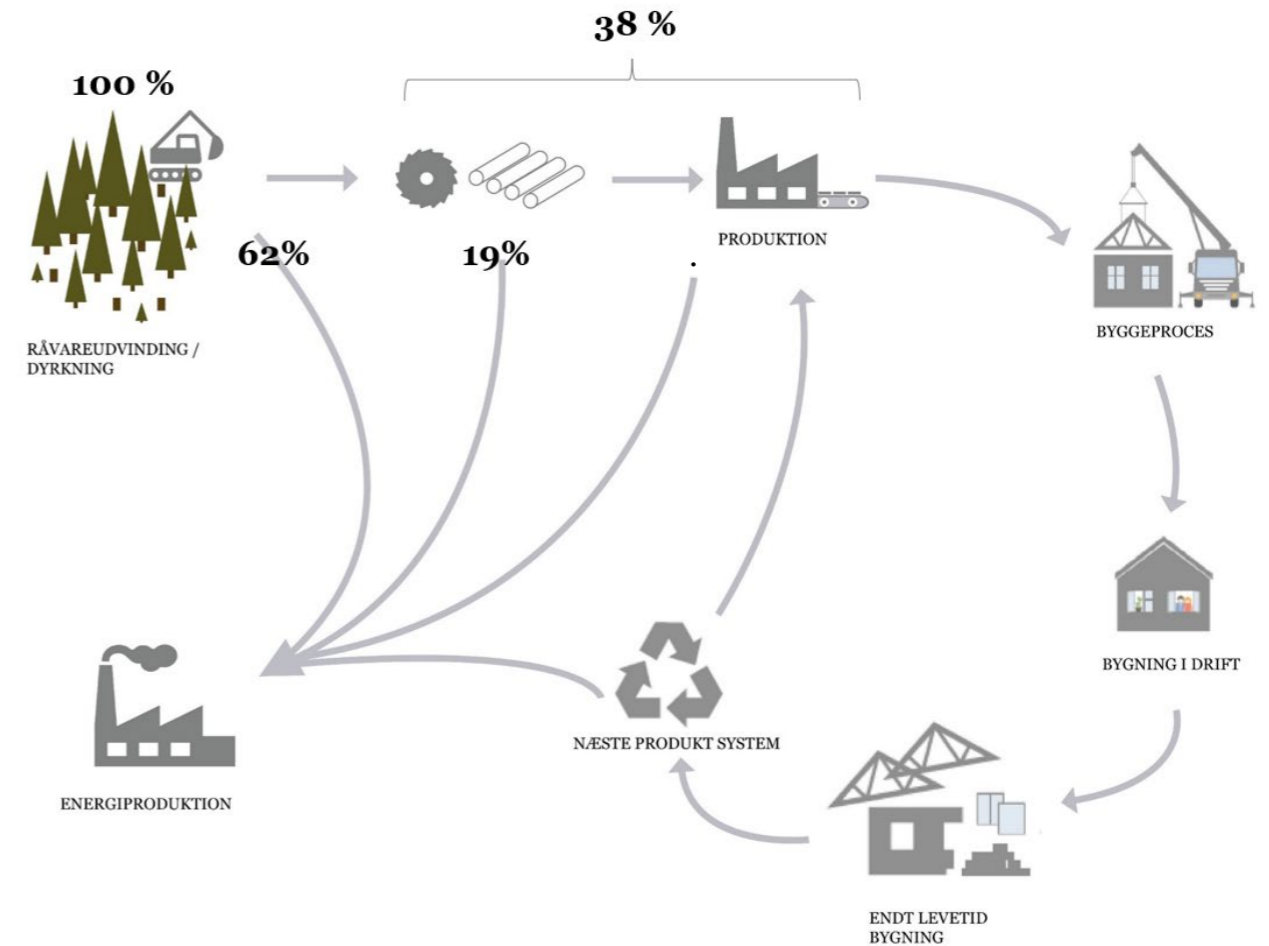 38 %
100 %
62%
19%
.
PRODUKTION
RÅVAREUDVINDING /
DYRKNING
BYGGEPROCES
BYGNING I DRIFT
NÆSTE PRODUKT SYSTEM
ENERGIPRODUKTION
ENDT LEVETID
BYGNING